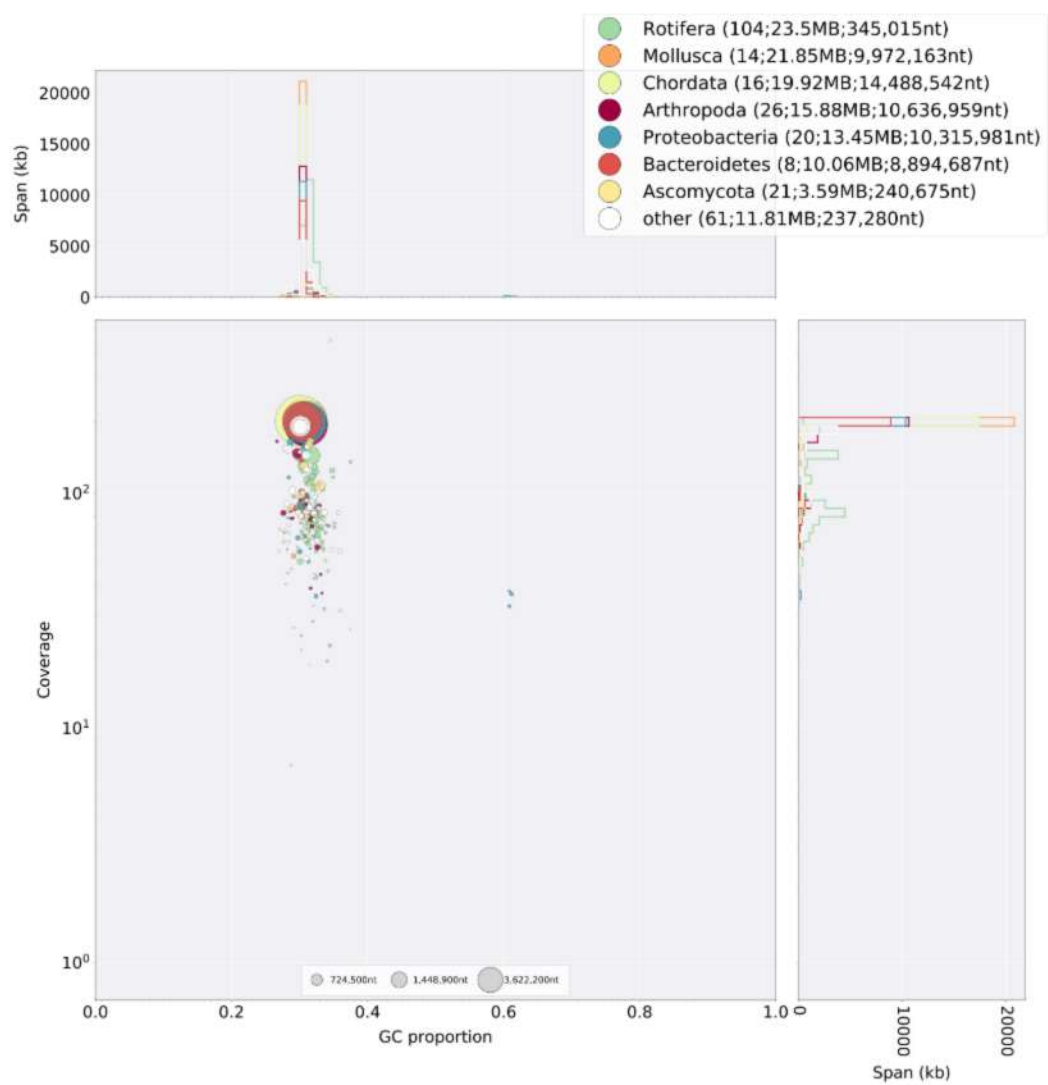 Rotifera (104;23.5MB;345,015nt)
Mollusca (14;21.85MB;9,972,163nt)
Chordata (16;19.92MB;14,488,542nt)
Arthropoda (26;15.88MB;10,636,959nt)
Proteobacteria (20;13.45MB;10,315,981nt)
Bacteroidetes (8;10.06MB;8,894,687nt)
Ascomycota (21;3.59MB;240,675nt)
other (61;11.81MB;237,280nt)
Span (kb)
20000
15000
10000
5000
0
Coverage
10²
10¹
10⁰
724,500nt
1,448,900nt
3,622,200nt
0.0 0.2 0.4 0.6 0.8 1.0
GC proportion
0
10000
20000
Span (kb)